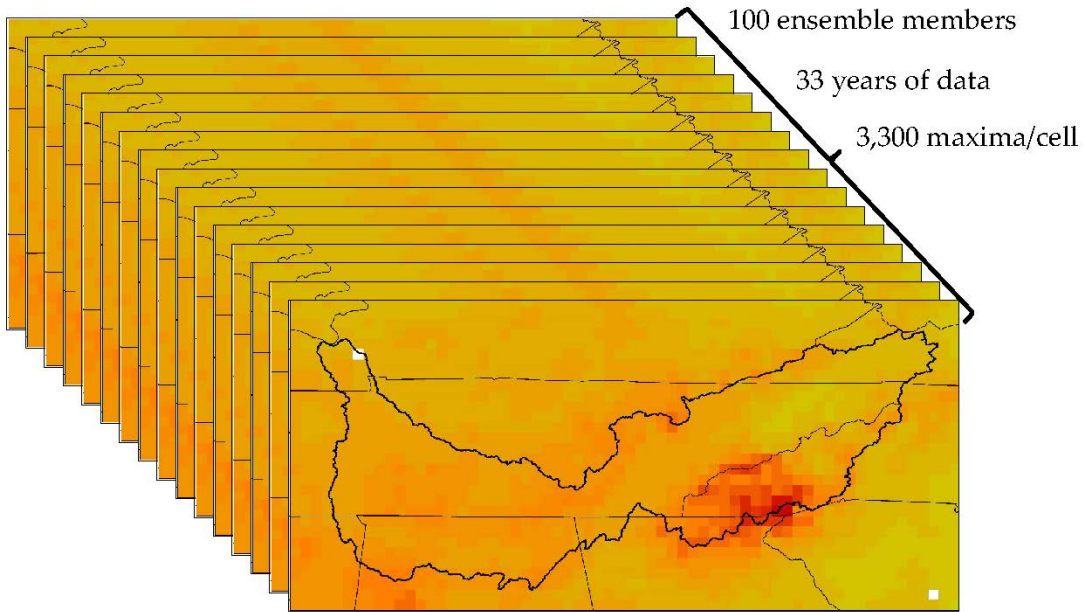 100 ensemble members
33 years of data
3,300 maxima/cell